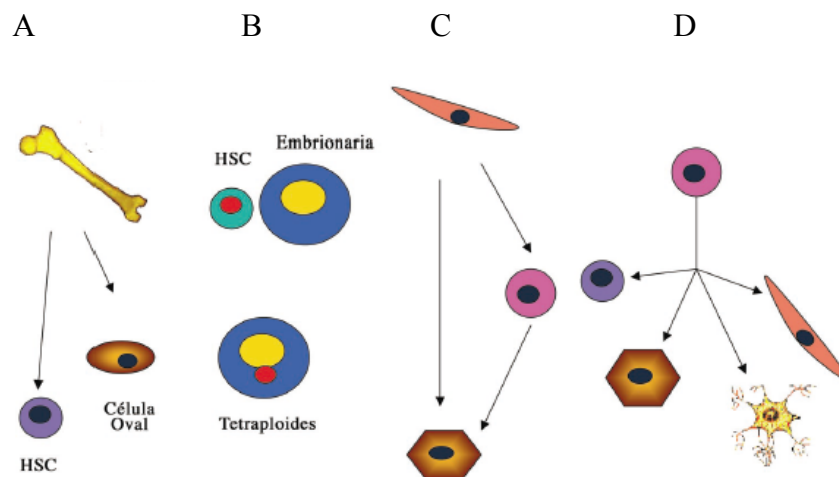 A B C D
HSC
Embrionaria
Célula
Oval
HSC
Tetraploides